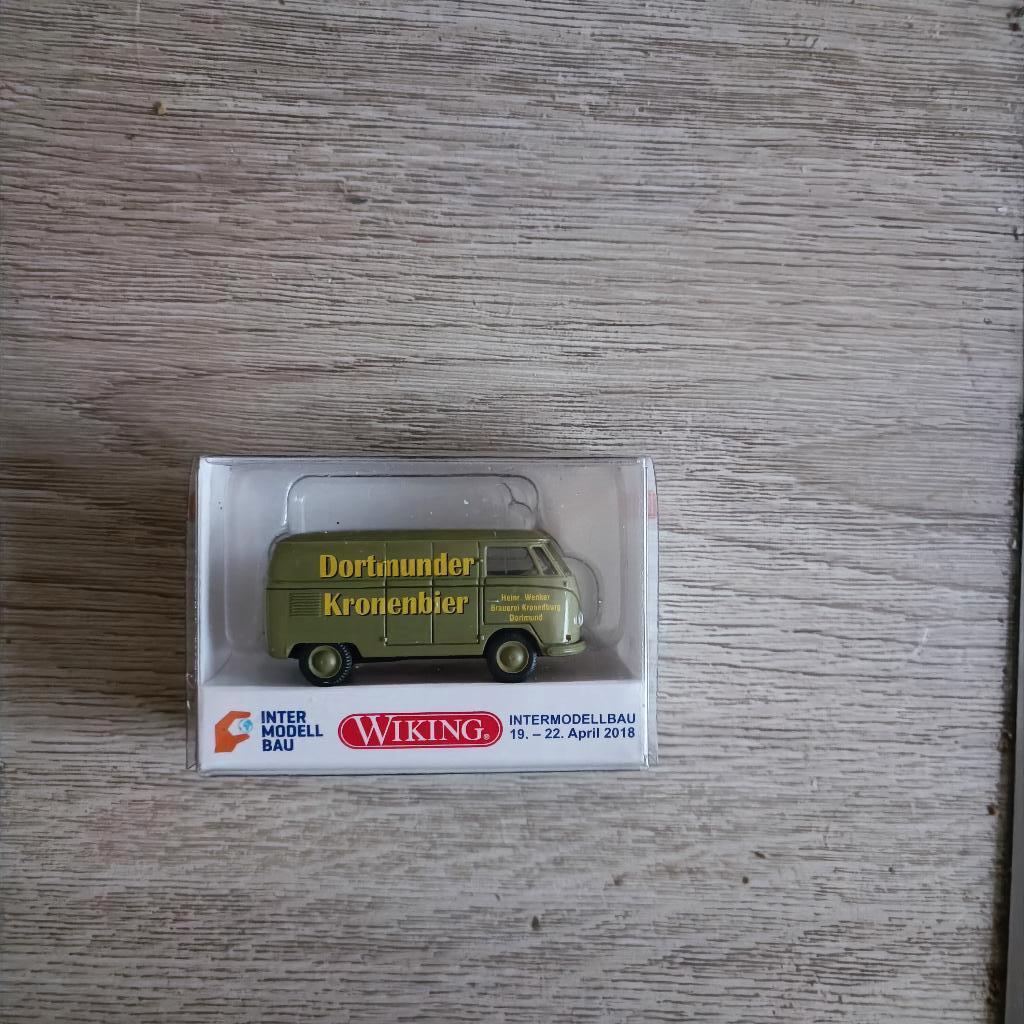 Dortmunder
Kronenbier
Heinr. Wenker
Brauerei Kronenburg
Dortmund
INTER
MODELL
BAU
WIKING®
INTERMODELLBAU
19. – 22. April 2018